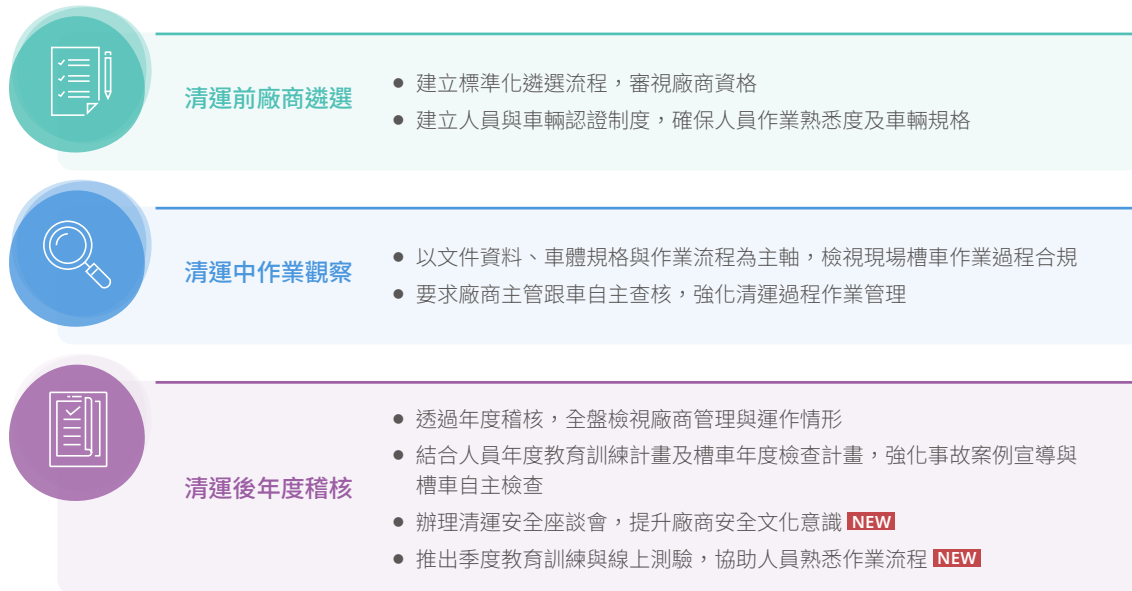 清運前廠商遴選
● 建立標準化遴選流程，審視廠商資格
● 建立人員與車輛認證制度，確保人員作業熟悉度及車輛規格
清運中作業觀察
● 以文件資料、車體規格與作業流程為主軸，檢視現場槽車作業過程合規
● 要求廠商主管跟車自主查核，強化清運過程作業管理
清運後年度稽核
● 透過年度稽核，全盤檢視廠商管理與運作情形
● 結合人員年度教育訓練計畫及槽車年度檢查計畫，強化事故案例宣導與
槽車自主檢查
● 辦理清運安全座談會，提升廠商安全文化意識 NEW
● 推出季度教育訓練與線上測驗，協助人員熟悉作業流程 NEW